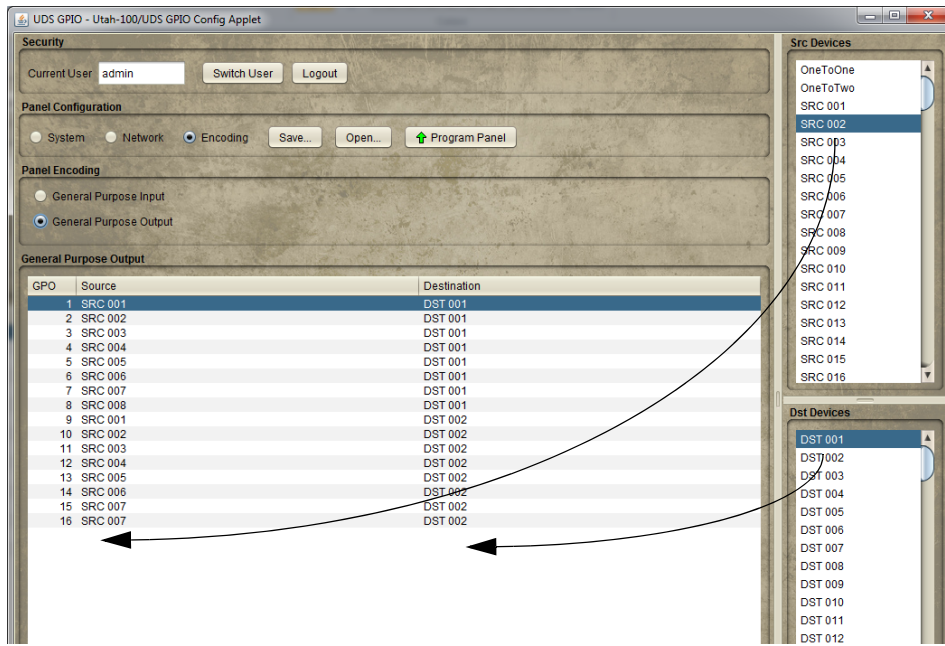 UDS GPIO - Utah-100/UDS GPIO Config Applet
Security
Current User admin Switch User Logout
Panel Configuration
System Network Encoding Save... Open... Program Panel
Panel Encoding
General Purpose Input
General Purpose Output
General Purpose Output
GPO Source Destination
1 SRC 001 DST 001
2 SRC 002 DST 001
3 SRC 003 DST 001
4 SRC 004 DST 001
5 SRC 005 DST 001
6 SRC 006 DST 001
7 SRC 007 DST 001
8 SRC 008 DST 001
9 SRC 001 DST 002
10 SRC 002 DST 002
11 SRC 003 DST 002
12 SRC 004 DST 002
13 SRC 005 DST 002
14 SRC 006 DST 002
15 SRC 007 DST 002
16 SRC 007 DST 002
Src Devices
OneToOne
OneToTwo
SRC 001
SRC 002
SRC 003
SRC 004
SRC 005
SRC 006
SRC 007
SRC 008
SRC 009
SRC 010
SRC 011
SRC 012
SRC 013
SRC 014
SRC 015
SRC 016
Dst Devices
DST 001
DST 002
DST 003
DST 004
DST 005
DST 006
DST 007
DST 008
DST 009
DST 010
DST 011
DST 012